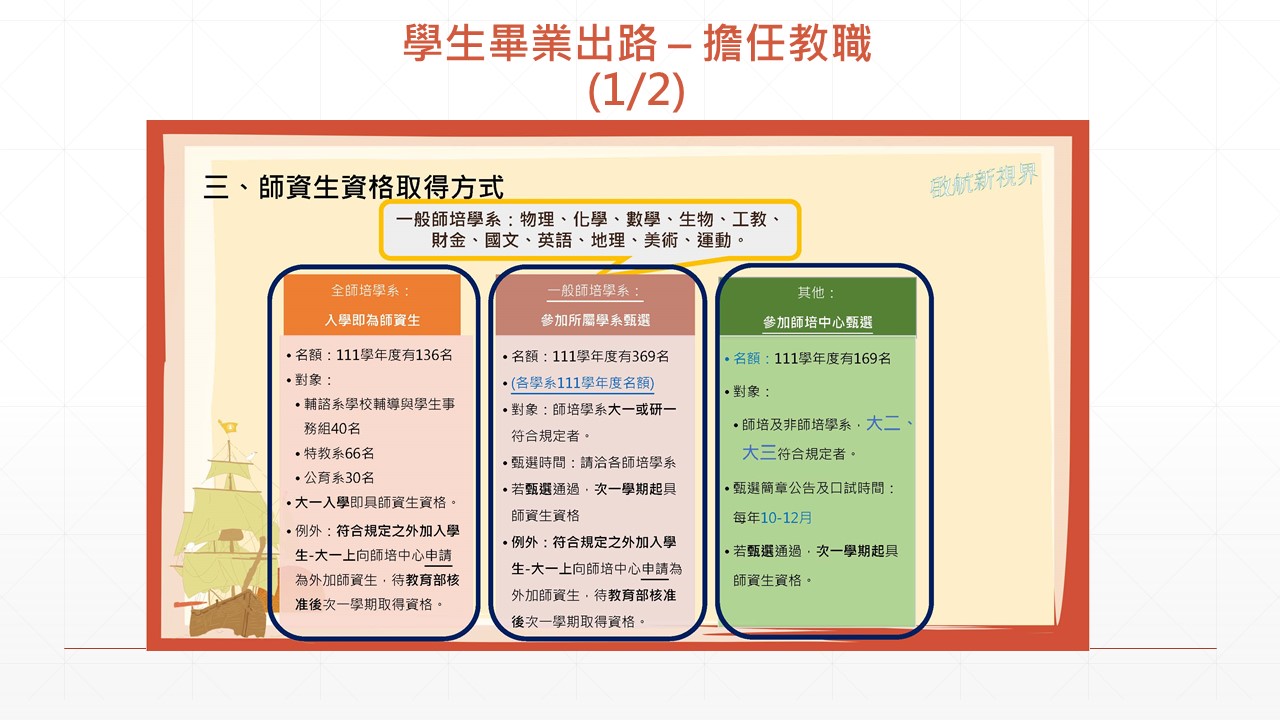 學生畢業出路 – 擔任教職
(1/2)
三、師資生資格取得方式
敬航新視界
一般師培學系：物理、化學、數學、生物、工教、
財金、國文、英語、地理、美術、運動。
全師培學系：
入學即為師資生
• 名額：111學年度有136名
• 對象：
• 輔諮系學校輔導與學生事
務組40名
• 特教系66名
• 公育系30名
• 大一入學即具師資生資格。
• 例外：符合規定之外加入學
生-大一上向師培中心申請
為外加師資生，待教育部核
准後次一學期取得資格。
一般師培學系：
參加所屬學系甄選
• 名額：111學年度有369名
• (各學系111學年度名額)
• 對象：師培學系大一或研一
符合規定者。
• 甄選時間：請洽各師培學系
• 若甄選通過，次一學期起具
師資生資格
• 例外：符合規定之外加入學
生-大一上向師培中心申請為
外加師資生，待教育部核准
後次一學期取得資格。
其他：
參加師培中心甄選
• 名額：111學年度有169名
• 對象：
• 師培及非師培學系，大二、
大三符合規定者。
• 甄選簡章公告及口試時間：
每年10-12月
• 若甄選通過，次一學期起具
師資生資格。